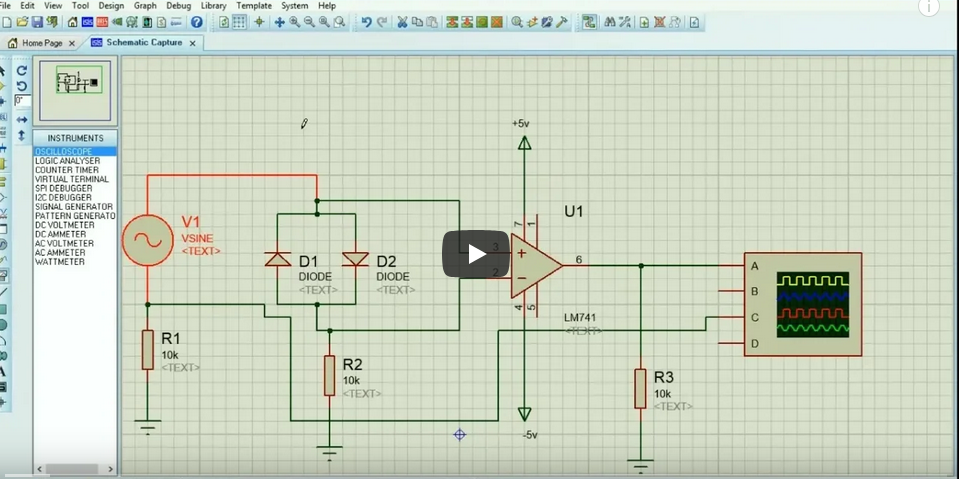 File View Tool Design Graph Debug Library Template System Help
Home Page Schematic Capture
INSTRUMENTS
OSCILLOSCOPE
LOGIC ANALYSER
COUNTER TIMER
VIRTUAL TERMINAL
SPI DEBUGGER
I2C DEBUGGER
SIGNAL GENERATOR
PATTERN GENERATO
DC VOLTMETER
DC AMMETER
AC VOLTMETER
AC AMMETER
WATTMETER
0°
+5v
V1
VSINE
<TEXT>
D1
DIODE
<TEXT>
D2
DIODE
<TEXT>
U1
7
1
3
2
6
4
5
LM741
<TEXT>
-5v
R1
10k
<TEXT>
R2
10k
<TEXT>
R3
10k
<TEXT>
A
B
C
D